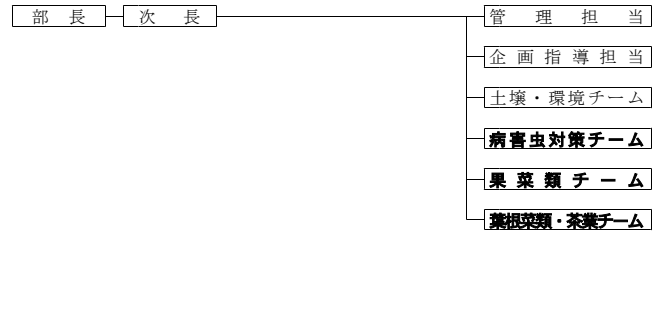 部長 次長 管理担当
企画指導担当
土壌・環境チーム
病害虫対策チーム
果菜類チーム
葉根菜類・茶業チーム